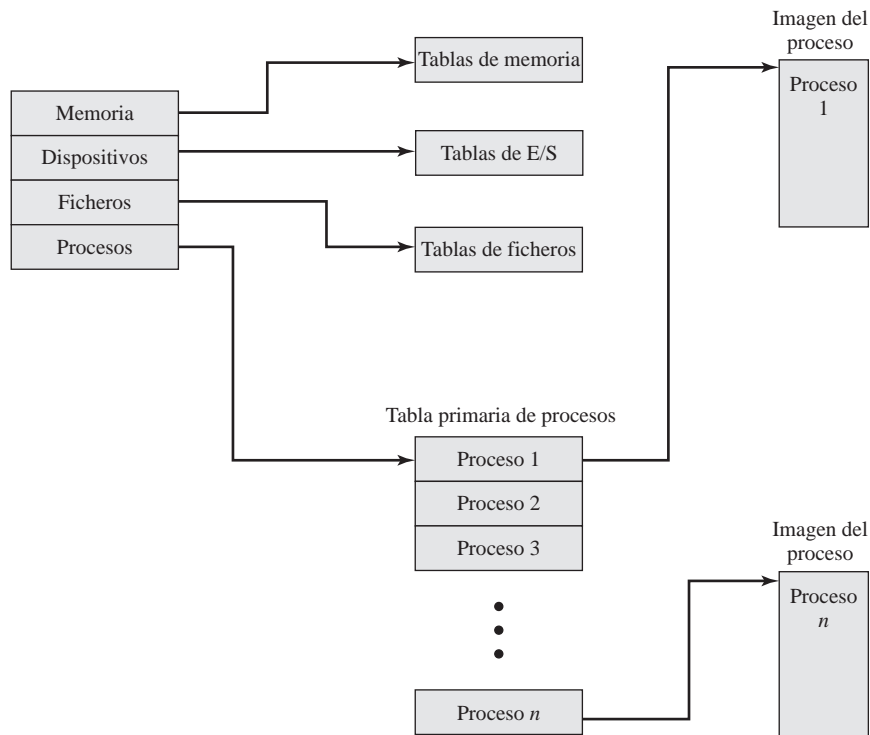 Memoria
Dispositivos
Ficheros
Procesos
Tablas de memoria
Tablas de E/S
Tablas de ficheros
Tabla primaria de procesos
Proceso 1
Proceso 2
Proceso 3
Proceso n
Imagen del
proceso
Proceso
1
Imagen del
proceso
Proceso
n